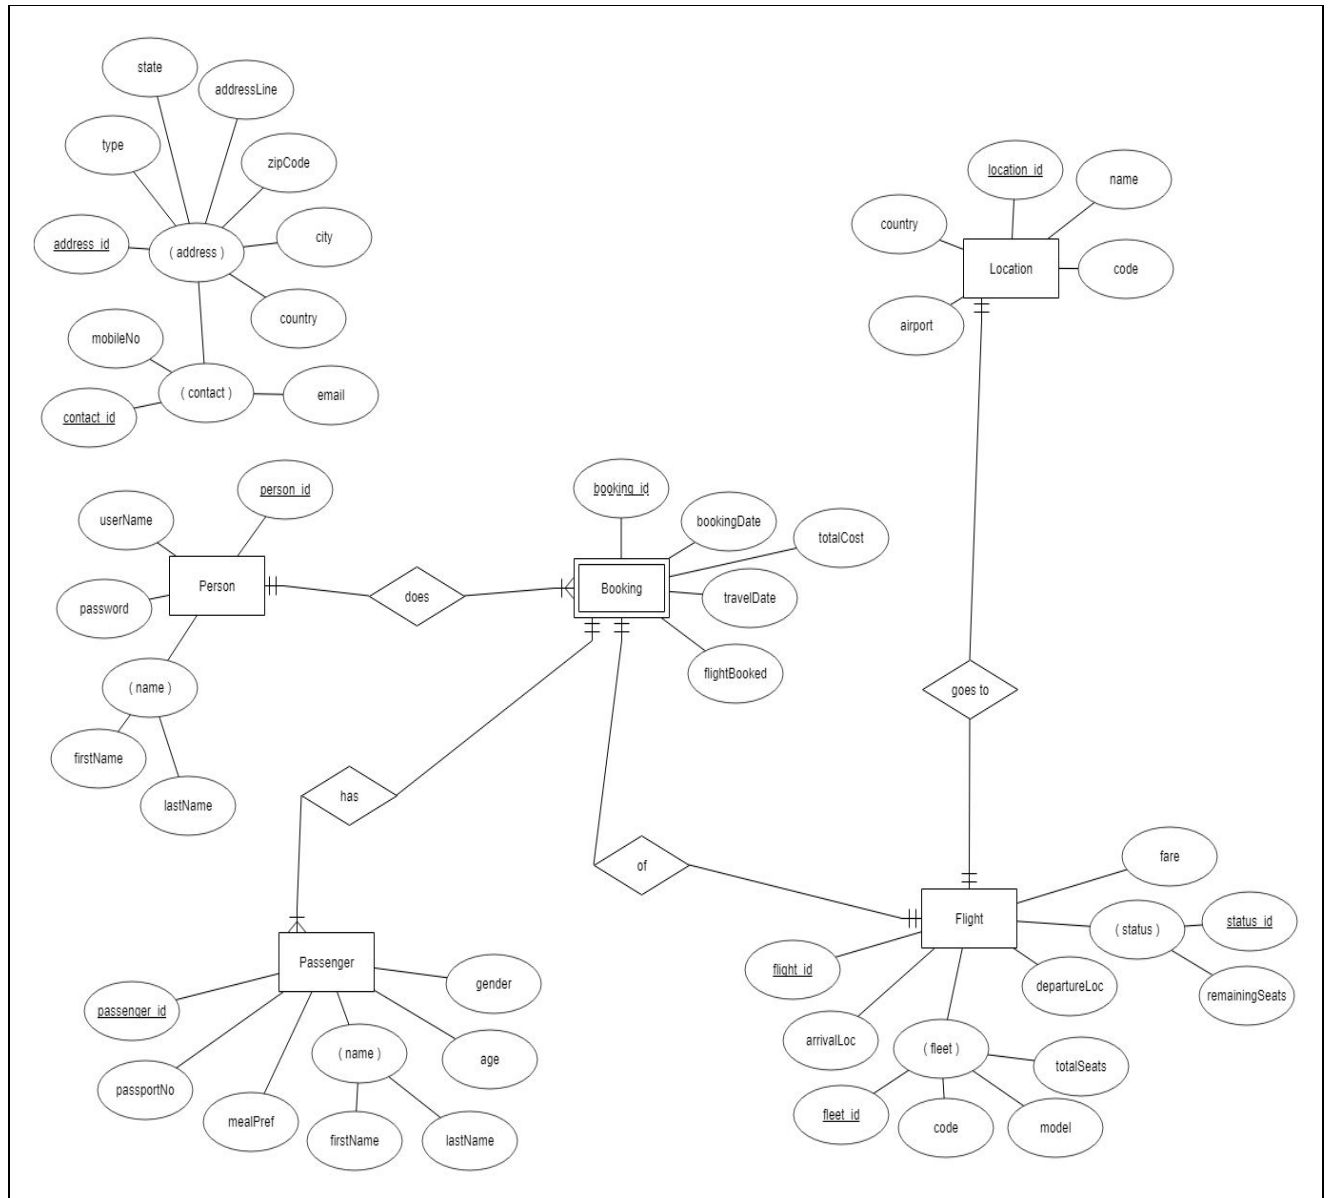 state
addressLine
type
zipCode
address_id
( address )
city
country
mobileNo
( contact )
email
contact_id
location_id
name
country
Location
code
airport
person_id
userName
Person
password
( name )
firstName
lastName
does
booking_id
bookingDate
totalCost
Booking
travelDate
flightBooked
goes to
has
of
fare
Flight
( status )
status_id
flight_id
departureLoc
remainingSeats
arrivalLoc
( fleet )
totalSeats
fleet_id
code
model
Passenger
gender
passenger_id
( name )
age
passportNo
mealPref
firstName
lastName